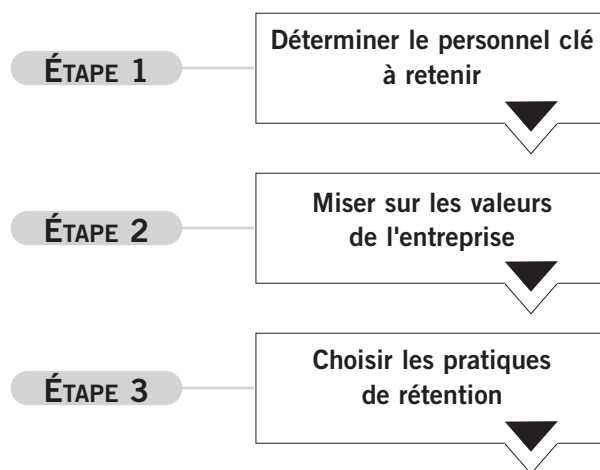 ÉTAPE 1
Déterminer le personnel clé
à retenir
ÉTAPE 2
Miser sur les valeurs
de l'entreprise
ÉTAPE 3
Choisir les pratiques
de rétention